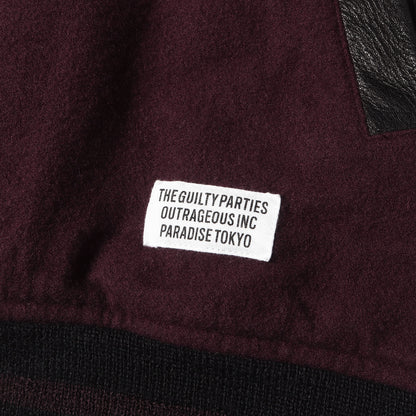 THE GUILTY PARTIES
OUTRAGEOUS INC
PARADISE TOKYO